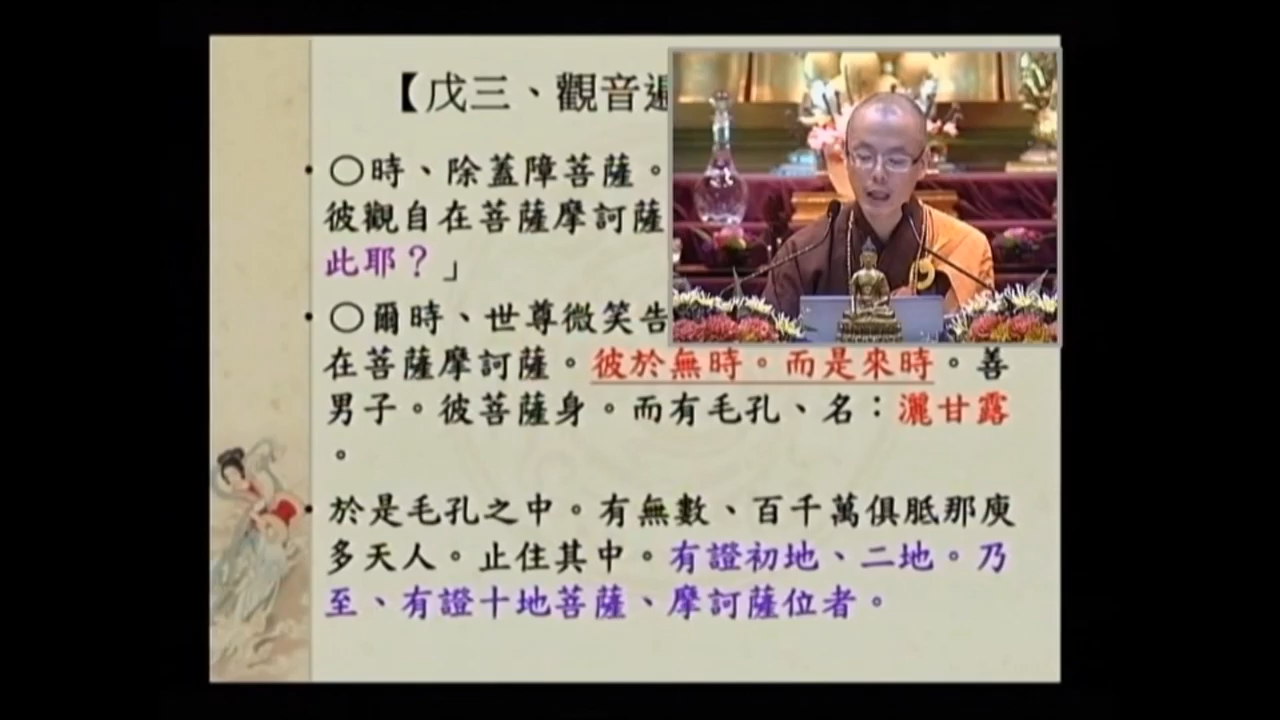 【戊三、觀音遍
• ○時、除蓋障菩薩。
彼觀自在菩薩摩訶薩
此耶？」
• ○爾時、世尊微笑告
在菩薩摩訶薩。彼於無時。而是來時。善
男子。彼菩薩身。而有毛孔、名：灑甘露
。
• 於是毛孔之中。有無數、百千萬俱胝那庾
多天人。止住其中。有證初地、二地。乃
至、有證十地菩薩、摩訶薩位者。